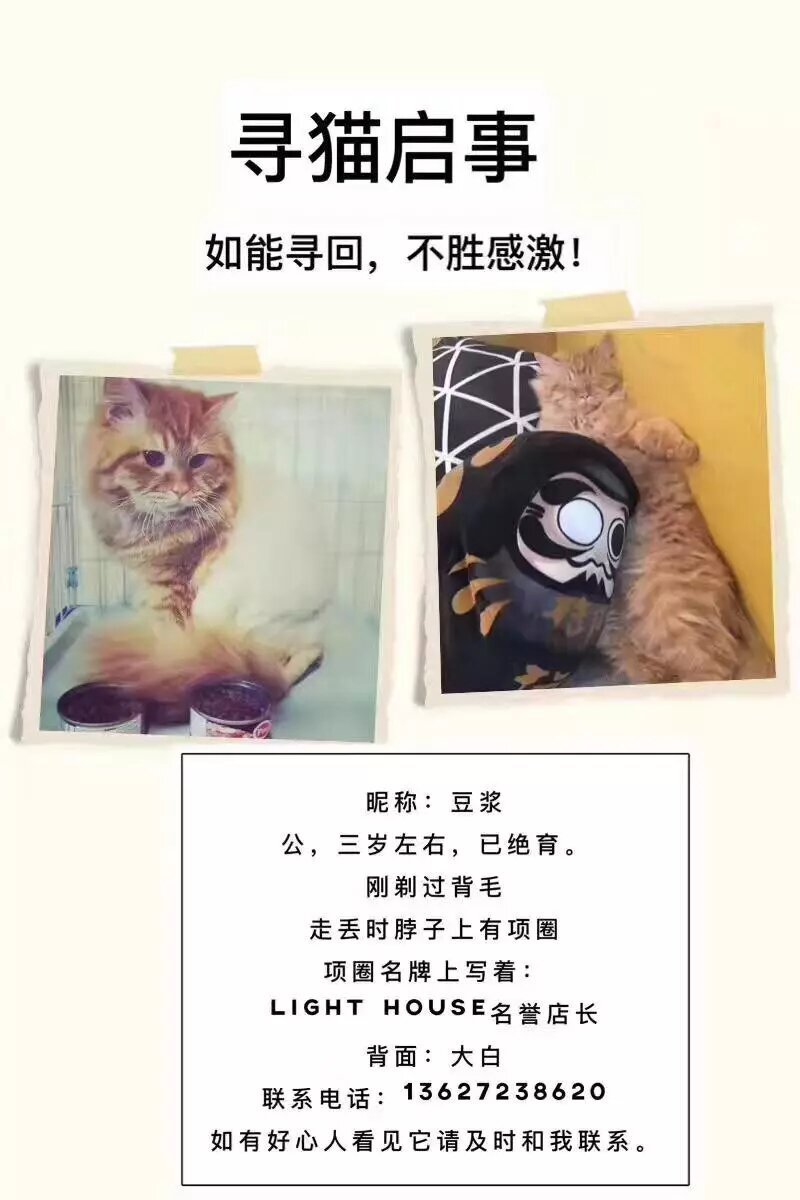 寻猫启事
如能寻回，不胜感激！
昵称：豆浆
公，三岁左右，已绝育。
刚剃过背毛
走丢时脖子上有项圈
项圈名牌上写着：
LIGHT HOUSE名誉店长
背面：大白
联系电话：13627238620
如有好心人看见它请及时和我联系。